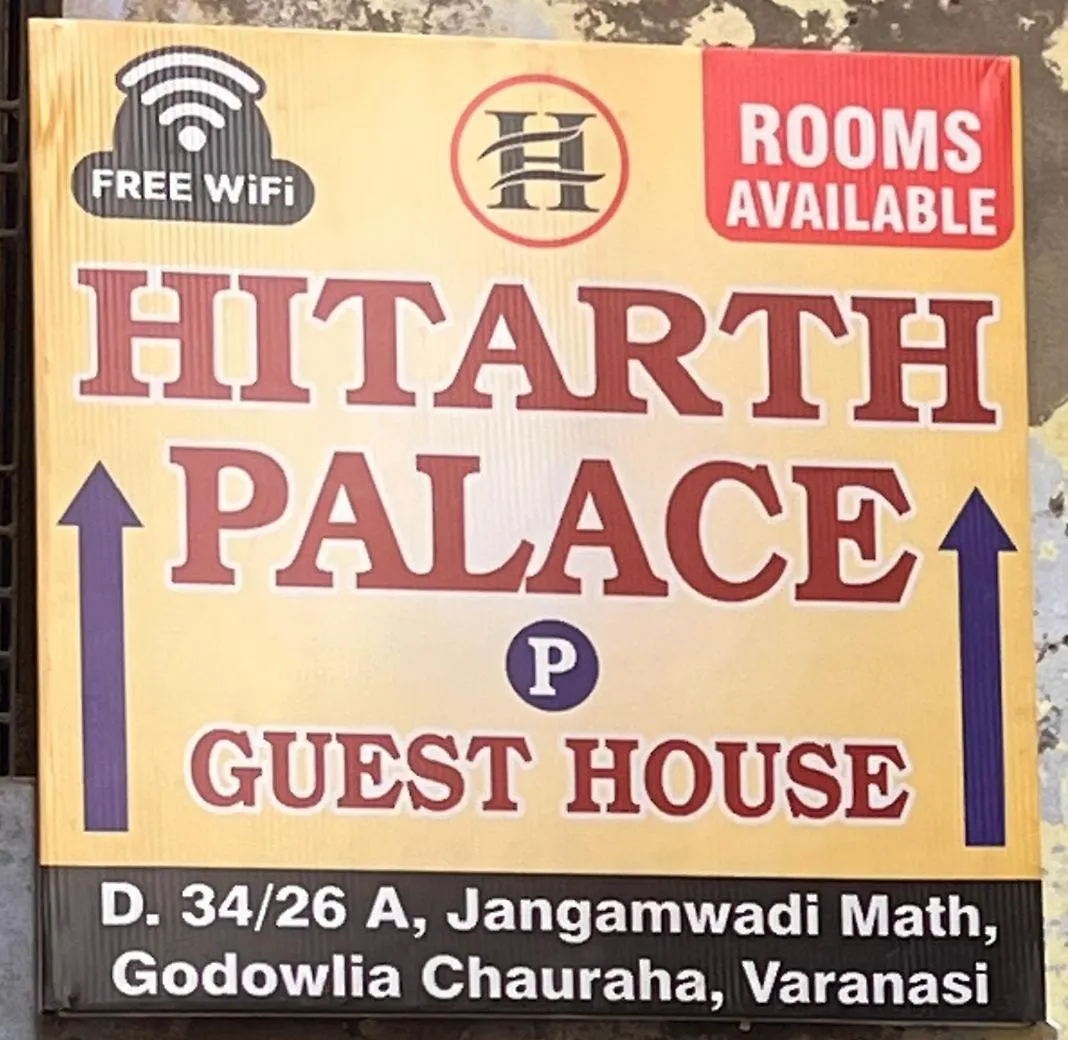 FREE WiFi
H
ROOMS
AVAILABLE
HITARTH
PALACE
P
GUEST HOUSE
D. 34/26 A, Jangamwadi Math,
Godowlia Chauraha, Varanasi